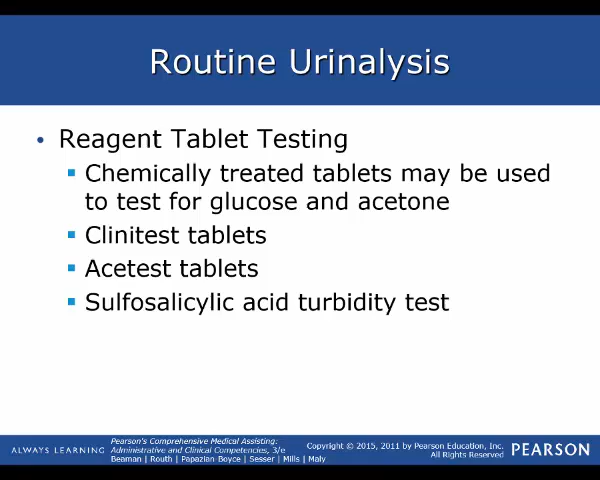 Routine Urinalysis
• Reagent Tablet Testing
▪ Chemically treated tablets may be used
to test for glucose and acetone
▪ Clinitest tablets
▪ Acetest tablets
▪ Sulfosalicylic acid turbidity test
ALWAYS LEARNING
Pearson's Comprehensive Medical Assisting:
Administrative and Clinical Competencies, 3/e
Beaman | Routh | Papazian Boyce | Sesser | Mills | Maly
Copyright © 2015, 2011 by Pearson Education, Inc.
All Rights Reserved
PEARSON